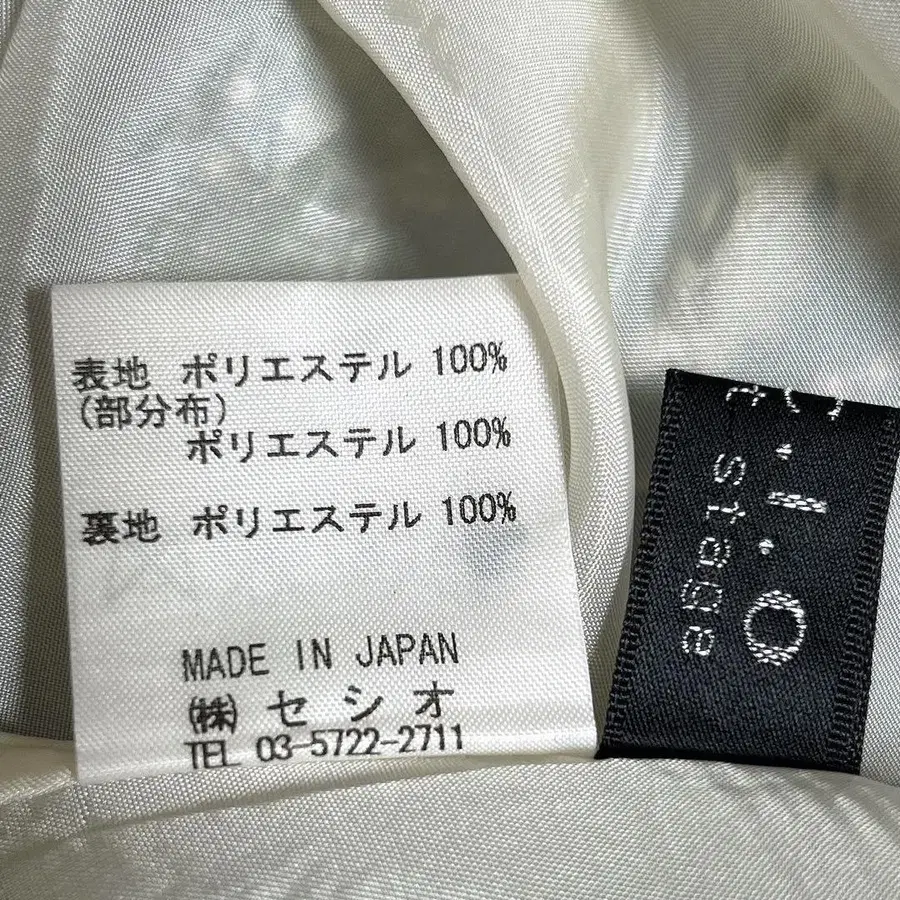 表地 ポリエステル 100%
(部分布)
ポリエステル 100%
裏地 ポリエステル 100%
MADE IN JAPAN
㈱ セシオ
TEL 03-5722-2711
stage